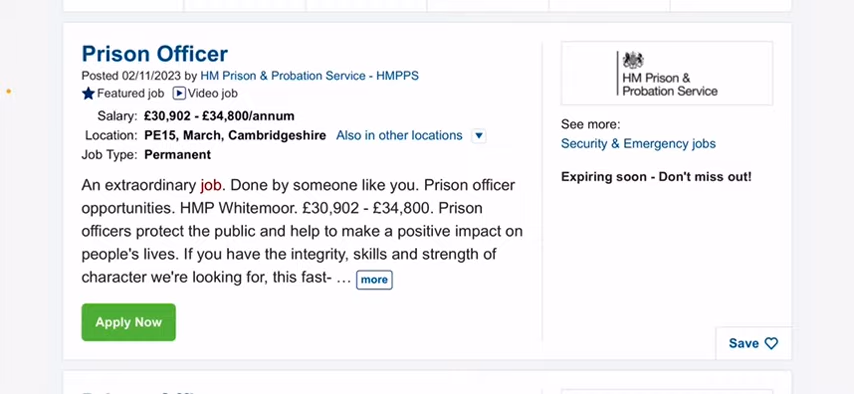 Prison Officer
Posted 02/11/2023 by HM Prison & Probation Service - HMPPS
Featured job Video job
Salary: £30,902 - £34,800/annum
Location: PE15, March, Cambridgeshire Also in other locations
Job Type: Permanent
An extraordinary job. Done by someone like you. Prison officer
opportunities. HMP Whitemoor. £30,902 - £34,800. Prison
officers protect the public and help to make a positive impact on
people's lives. If you have the integrity, skills and strength of
character we're looking for, this fast- … more
Apply Now
HM Prison &
Probation Service
See more:
Security & Emergency jobs
Expiring soon - Don't miss out!
Save